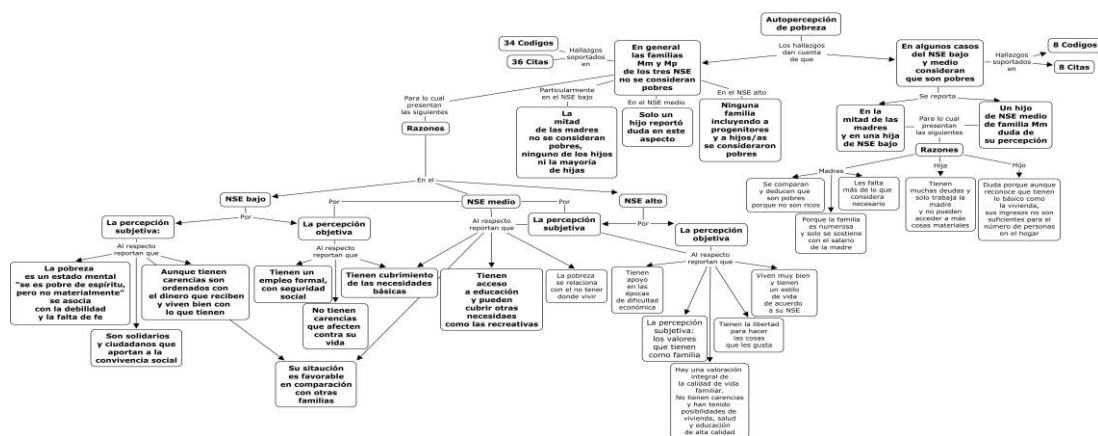 Autopercepción
de pobreza
Los hallazgos
dan cuenta
de que
34 Codigos
36 Citas
Hallazgos
soportados
en
En general
las familias
Mm y Mp
de los tres NSE
no se consideran
pobres
En algunos casos
del NSE bajo
y medio
consideran
que son pobres
Hallazgos
soportados
en
8 Codigos
8 Citas
Para lo cual
presentan
las siguientes
Razones
Particularmente
en el NSE bajo
La
mitad
de las madres
no se consideran
pobres,
ninguno de los hijos
ni la mayoría
de hijas
En el NSE medio
Solo un
hijo reportó
duda en este
aspecto
En el NSE alto
Ninguna
familia
incluyendo a
progenitores
y a hijos/as
se consideraron
pobres
Se reporta
En la
mitad de las
madres
y en una hija
de NSE bajo
Para lo cual
presentan
las siguientes
Un hijo
de NSE medio
de familia Mm
duda de
su percepción
Razones
Madres
Hija
Hijo
Se comparan
y deducen que
son pobres
porque no son ricos
Les falta
más de lo que
considera
necesario
Porque la familia
es numerosa
y solo se sostiene
con el salario
de la madre
Tienen
muchas deudas y
solo trabaja la
madre
y no pueden
acceder a más
cosas materiales
Duda porque aunque
reconoce que tienen
lo básico como
la vivienda,
sus ingresos no son
suficientes para el
número de personas
en el hogar
En el
NSE bajo
NSE medio
NSE alto
Por
Por
Por
Por
La percepción
subjetiva:
La percepción
objetiva
Al respecto
reportan que
La percepción
subjetiva
La percepción
objetiva
Al respecto
reportan que
Al respecto
reportan que
Al respecto
reportan que
La pobreza
es un estado mental
"se es pobre de espíritu,
pero no materialmente"
se asocia
con la debilidad
y la falta de fe
Aunque tienen
carencias son
ordenados con
el dinero que reciben
y viven bien con
lo que tienen
Son solidarios
y ciudadanos que
aportan a la
convivencia social
Tienen un
empleo formal,
con seguridad
social
No tienen
carencias
que afecten
contra su
vida
Tienen cubrimiento
de las necesidades
básicas
Su sitaución
es favorable
en comparación
con otras
familias
Tienen
acceso
a educación
y pueden
cubrir otras
necesidaes
como las recreativas
La pobreza
se relaciona
con el no tener
donde vivir
Tienen
apoyo
en las
épocas
de dificultad
económica
La percepción
subjetiva:
los valores
que tienen
como familia
Hay una valoración
integral de
la calidad de vida
familiar.
No tienen carencias
y han tenido
posibilidades de
vivienda, salud
y educación
de alta calidad
Tienen la libertad
para hacer
las cosas
que les gusta
Viven muy bien
y tienen
un estilo
de vida
de acuerdo
a su NSE